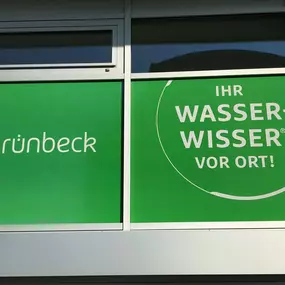 rünbeck
IHR
WASSER-
WISSER®
VOR ORT!